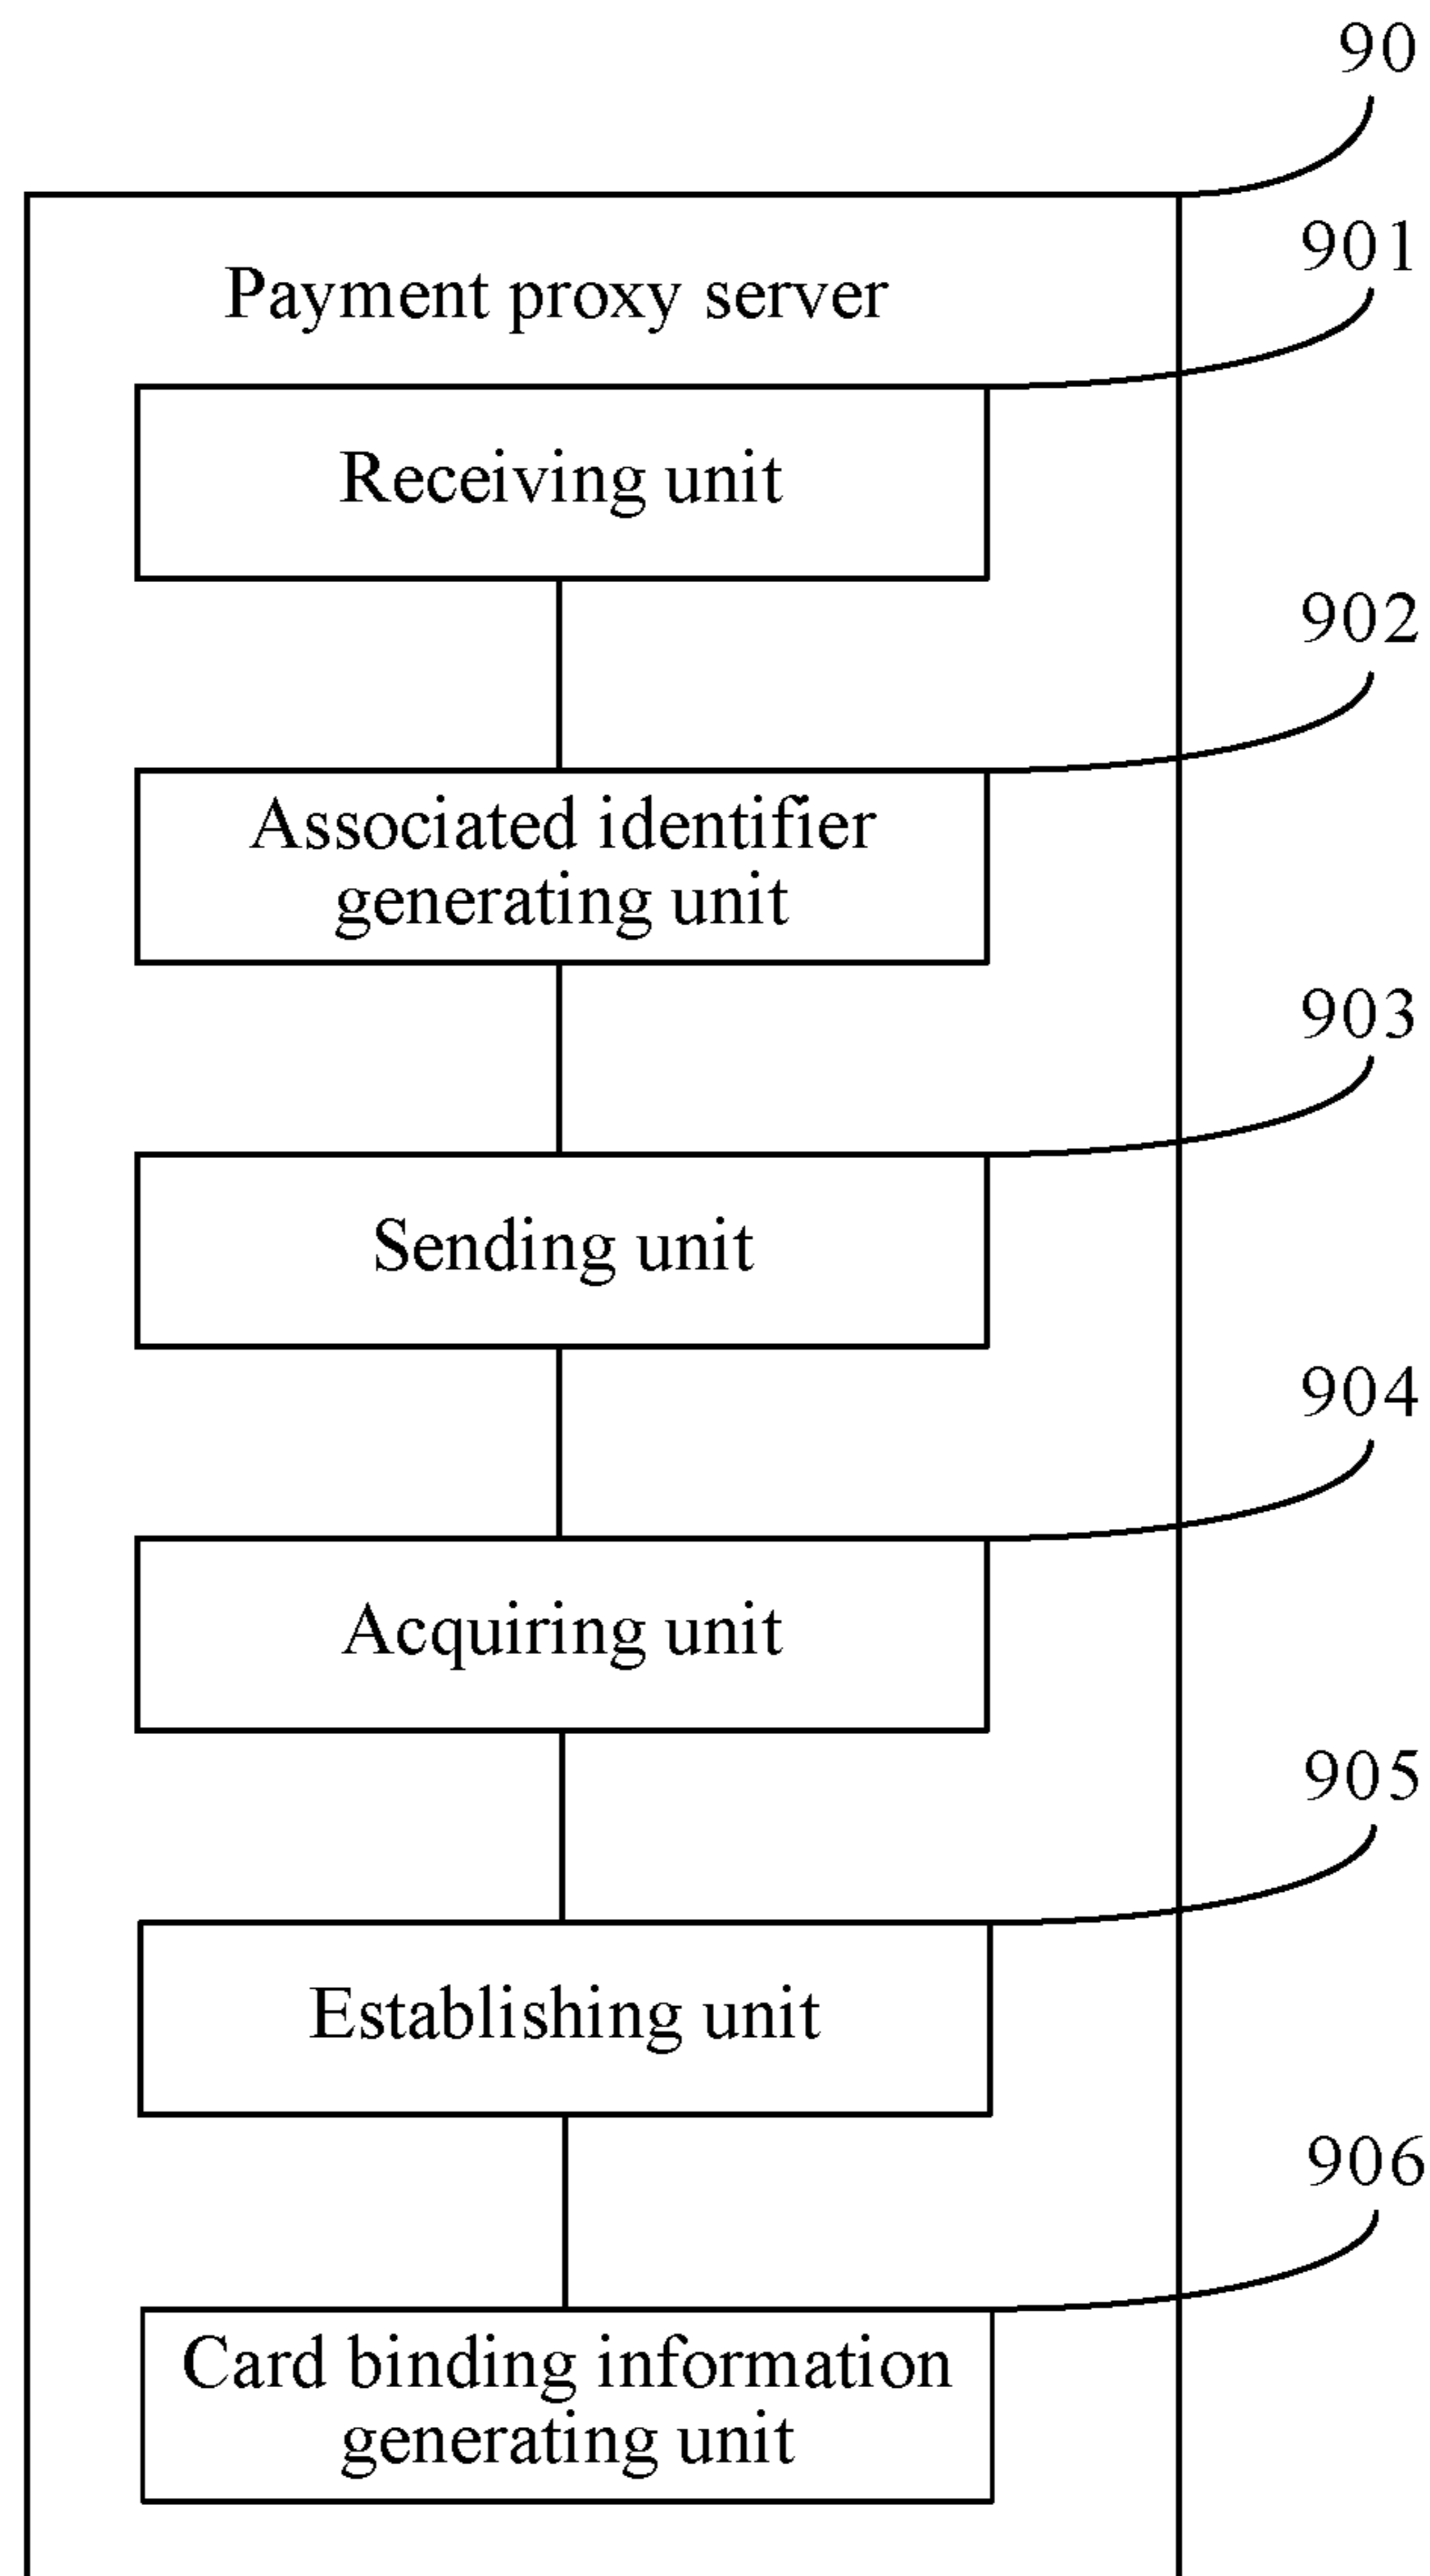 90
Payment proxy server
901
Receiving unit
902
Associated identifier
generating unit
903
Sending unit
904
Acquiring unit
905
Establishing unit
906
Card binding information
generating unit